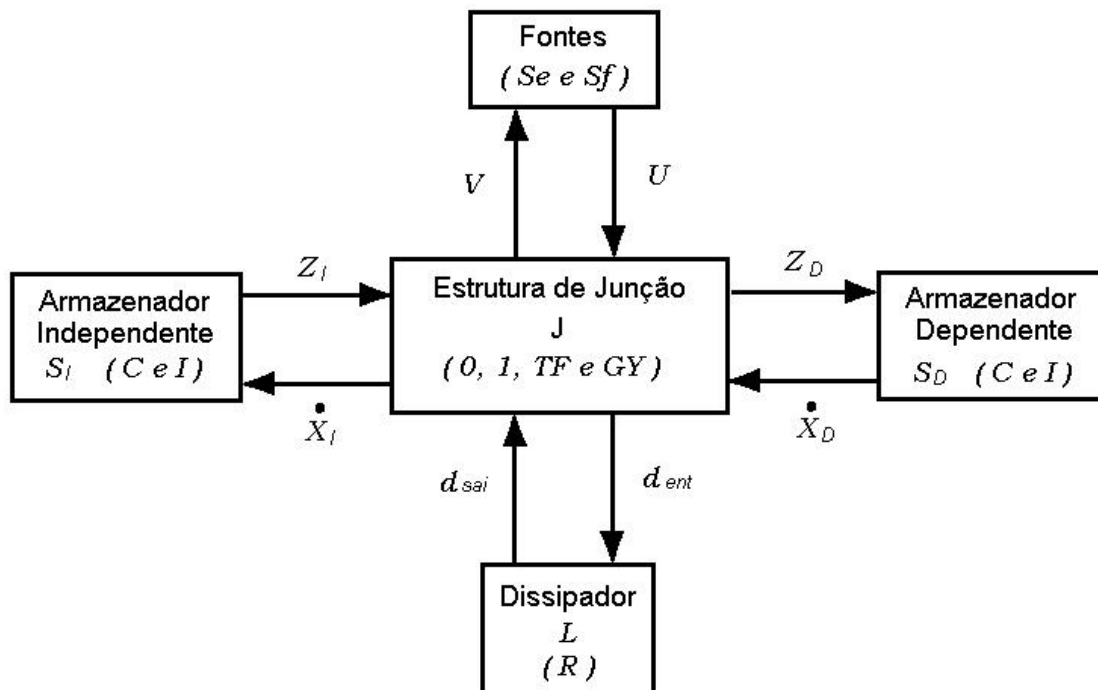 Fontes
( Se e Sf )
V
U
Z_I
Z_D
Armazenador
Independente
S_I ( C e I )
Estrutura de Junção
J
( 0, 1, TF e GY )
Armazenador
Dependente
S_D ( C e I )
Ẋ_I
Ẋ_D
d_sai
d_ent
Dissipador
L
( R )